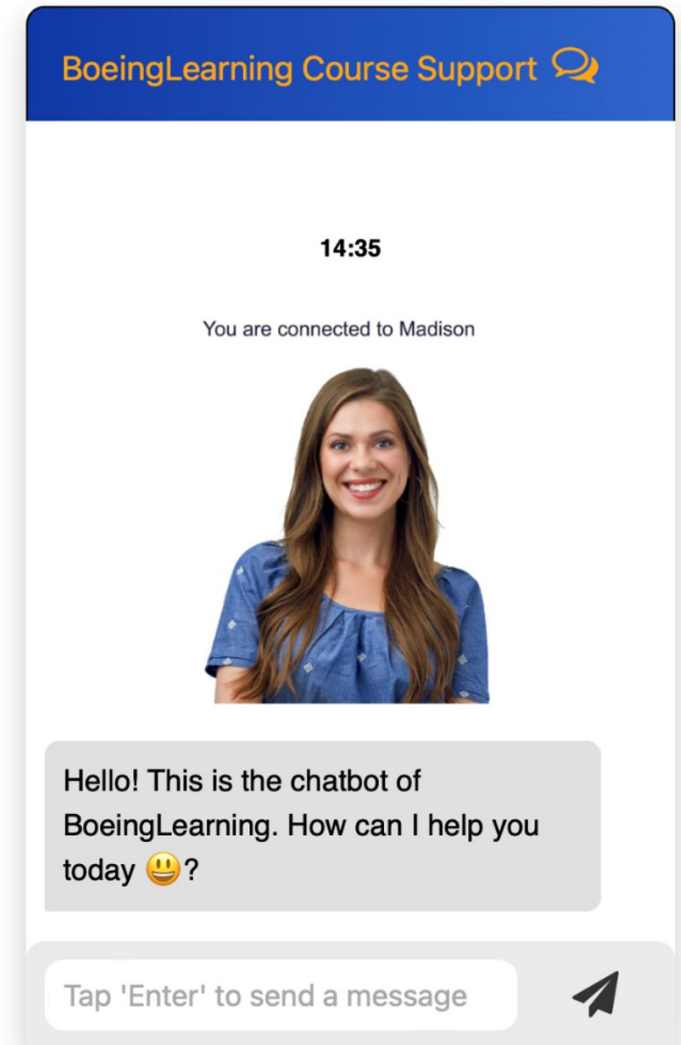 BoeingLearning Course Support
14:35
You are connected to Madison
Hello! This is the chatbot of
BoeingLearning. How can I help you
today 😃?
Tap 'Enter' to send a message